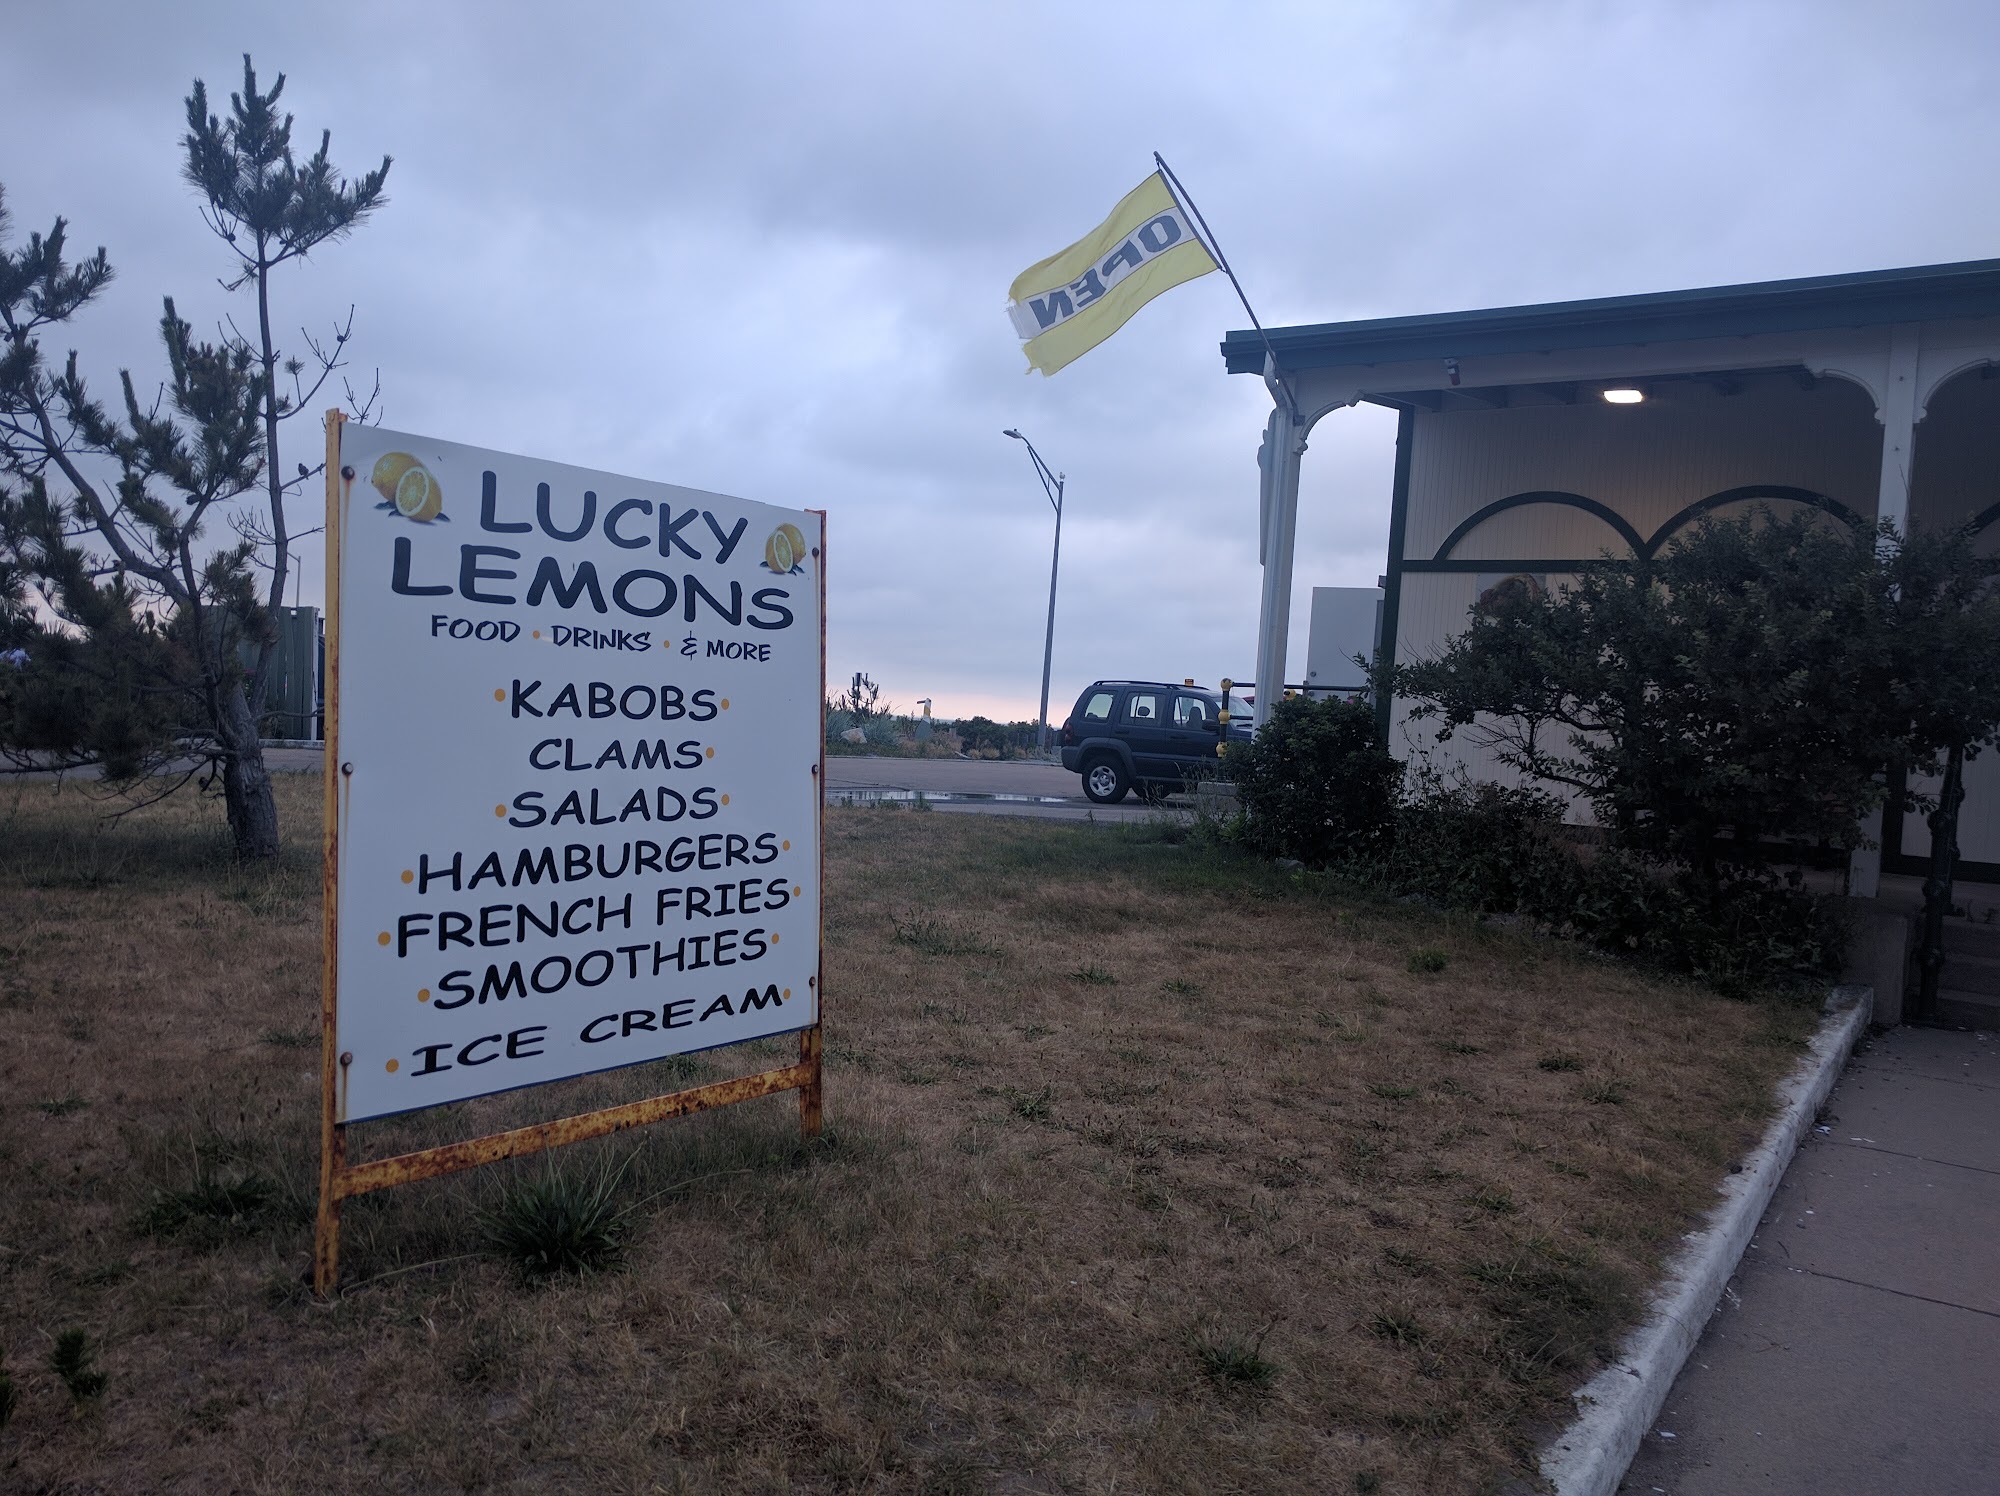 LUCKY
LEMONS
FOOD • DRINKS • & MORE
•KABOBS•
CLAMS•
•SALADS•
•HAMBURGERS•
•FRENCH FRIES•
•SMOOTHIES•
•ICE CREAM•
OPEN